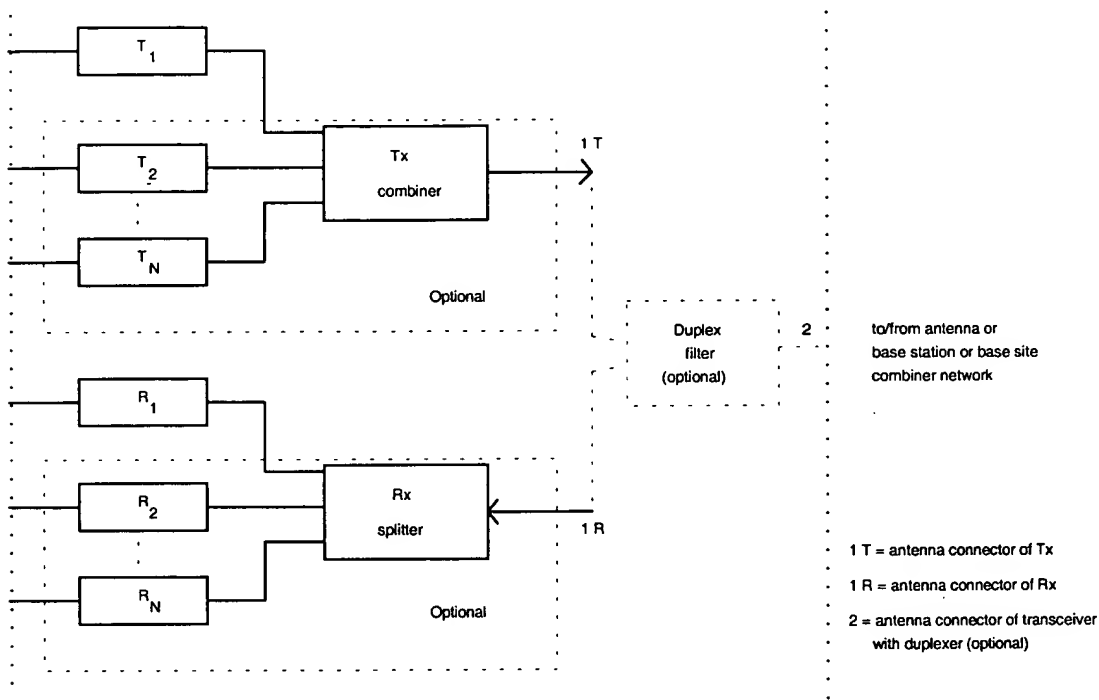 T1
T2
TN
Tx
combiner
Optional
1 T
Duplex
filter
(optional)
2
to/from antenna or
base station or base site
combiner network
R1
R2
RN
Rx
splitter
Optional
1 R
1 T = antenna connector of Tx
1 R = antenna connector of Rx
2 = antenna connector of transceiver
with duplexer (optional)